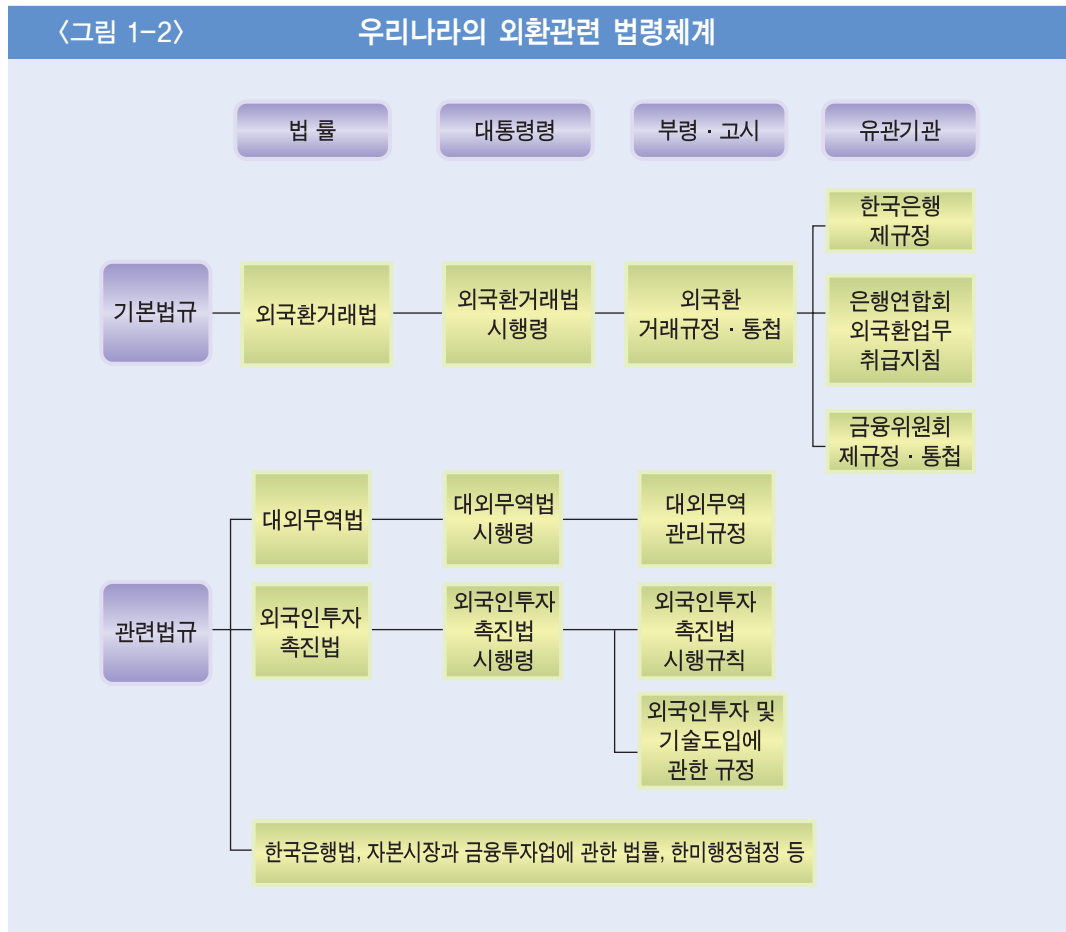 〈그림 1-2〉 우리나라의 외환관련 법령체계
법 률
대통령령
부령 · 고시
유관기관
기본법규
외국환거래법
외국환거래법
시행령
외국환
거래규정 · 통첩
한국은행
제규정
은행연합회
외국환업무
취급지침
금융위원회
제규정 · 통첩
관련법규
대외무역법
대외무역법
시행령
대외무역
관리규정
외국인투자
촉진법
외국인투자
촉진법
시행령
외국인투자
촉진법
시행규칙
외국인투자 및
기술도입에
관한 규정
한국은행법, 자본시장과 금융투자업에 관한 법률, 한미행정협정 등